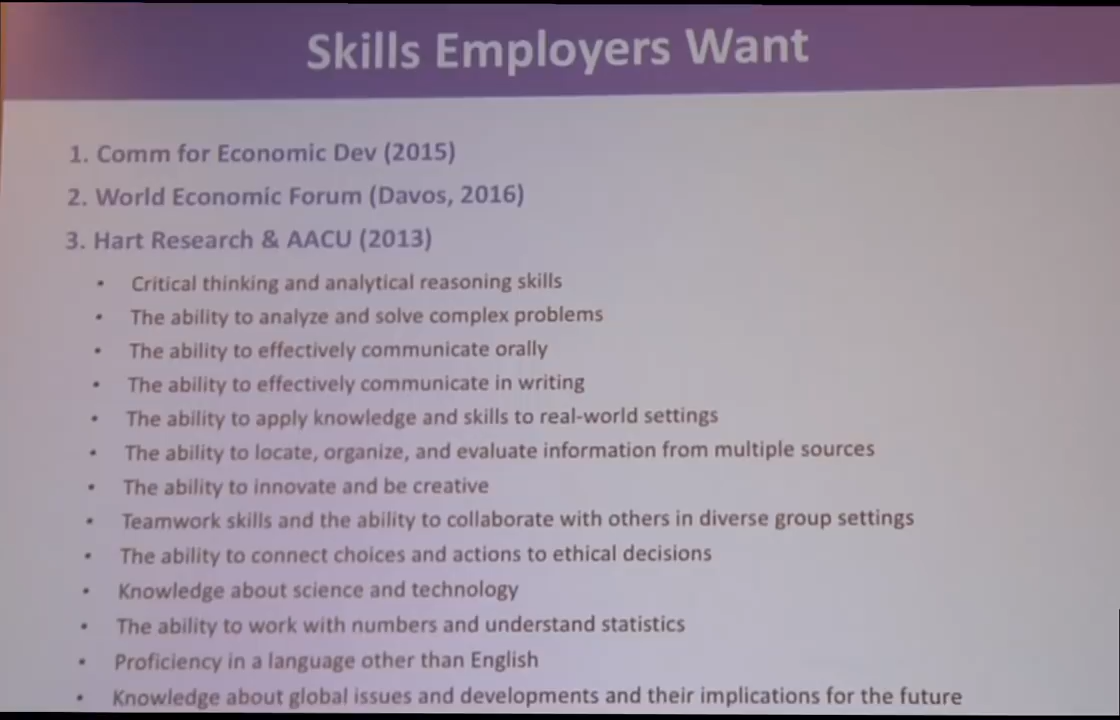 Skills Employers Want
1. Comm for Economic Dev (2015)
2. World Economic Forum (Davos, 2016)
3. Hart Research & AACU (2013)
• Critical thinking and analytical reasoning skills
• The ability to analyze and solve complex problems
• The ability to effectively communicate orally
• The ability to effectively communicate in writing
• The ability to apply knowledge and skills to real-world settings
• The ability to locate, organize, and evaluate information from multiple sources
• The ability to innovate and be creative
• Teamwork skills and the ability to collaborate with others in diverse group settings
• The ability to connect choices and actions to ethical decisions
• Knowledge about science and technology
• The ability to work with numbers and understand statistics
• Proficiency in a language other than English
• Knowledge about global issues and developments and their implications for the future